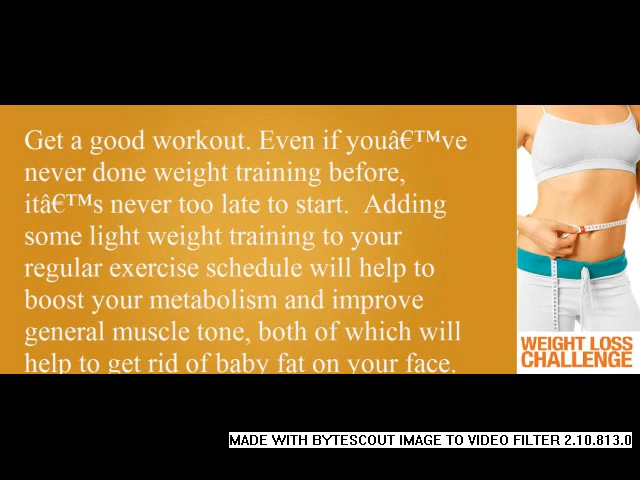 Get a good workout. Even if youâ€™ve
never done weight training before,
itâ€™s never too late to start.  Adding
some light weight training to your
regular exercise schedule will help to
boost your metabolism and improve
general muscle tone, both of which will
help to get rid of baby fat on your face.
WEIGHT LOSS
CHALLENGE
MADE WITH BYTESCOUT IMAGE TO VIDEO FILTER 2.10.813.0